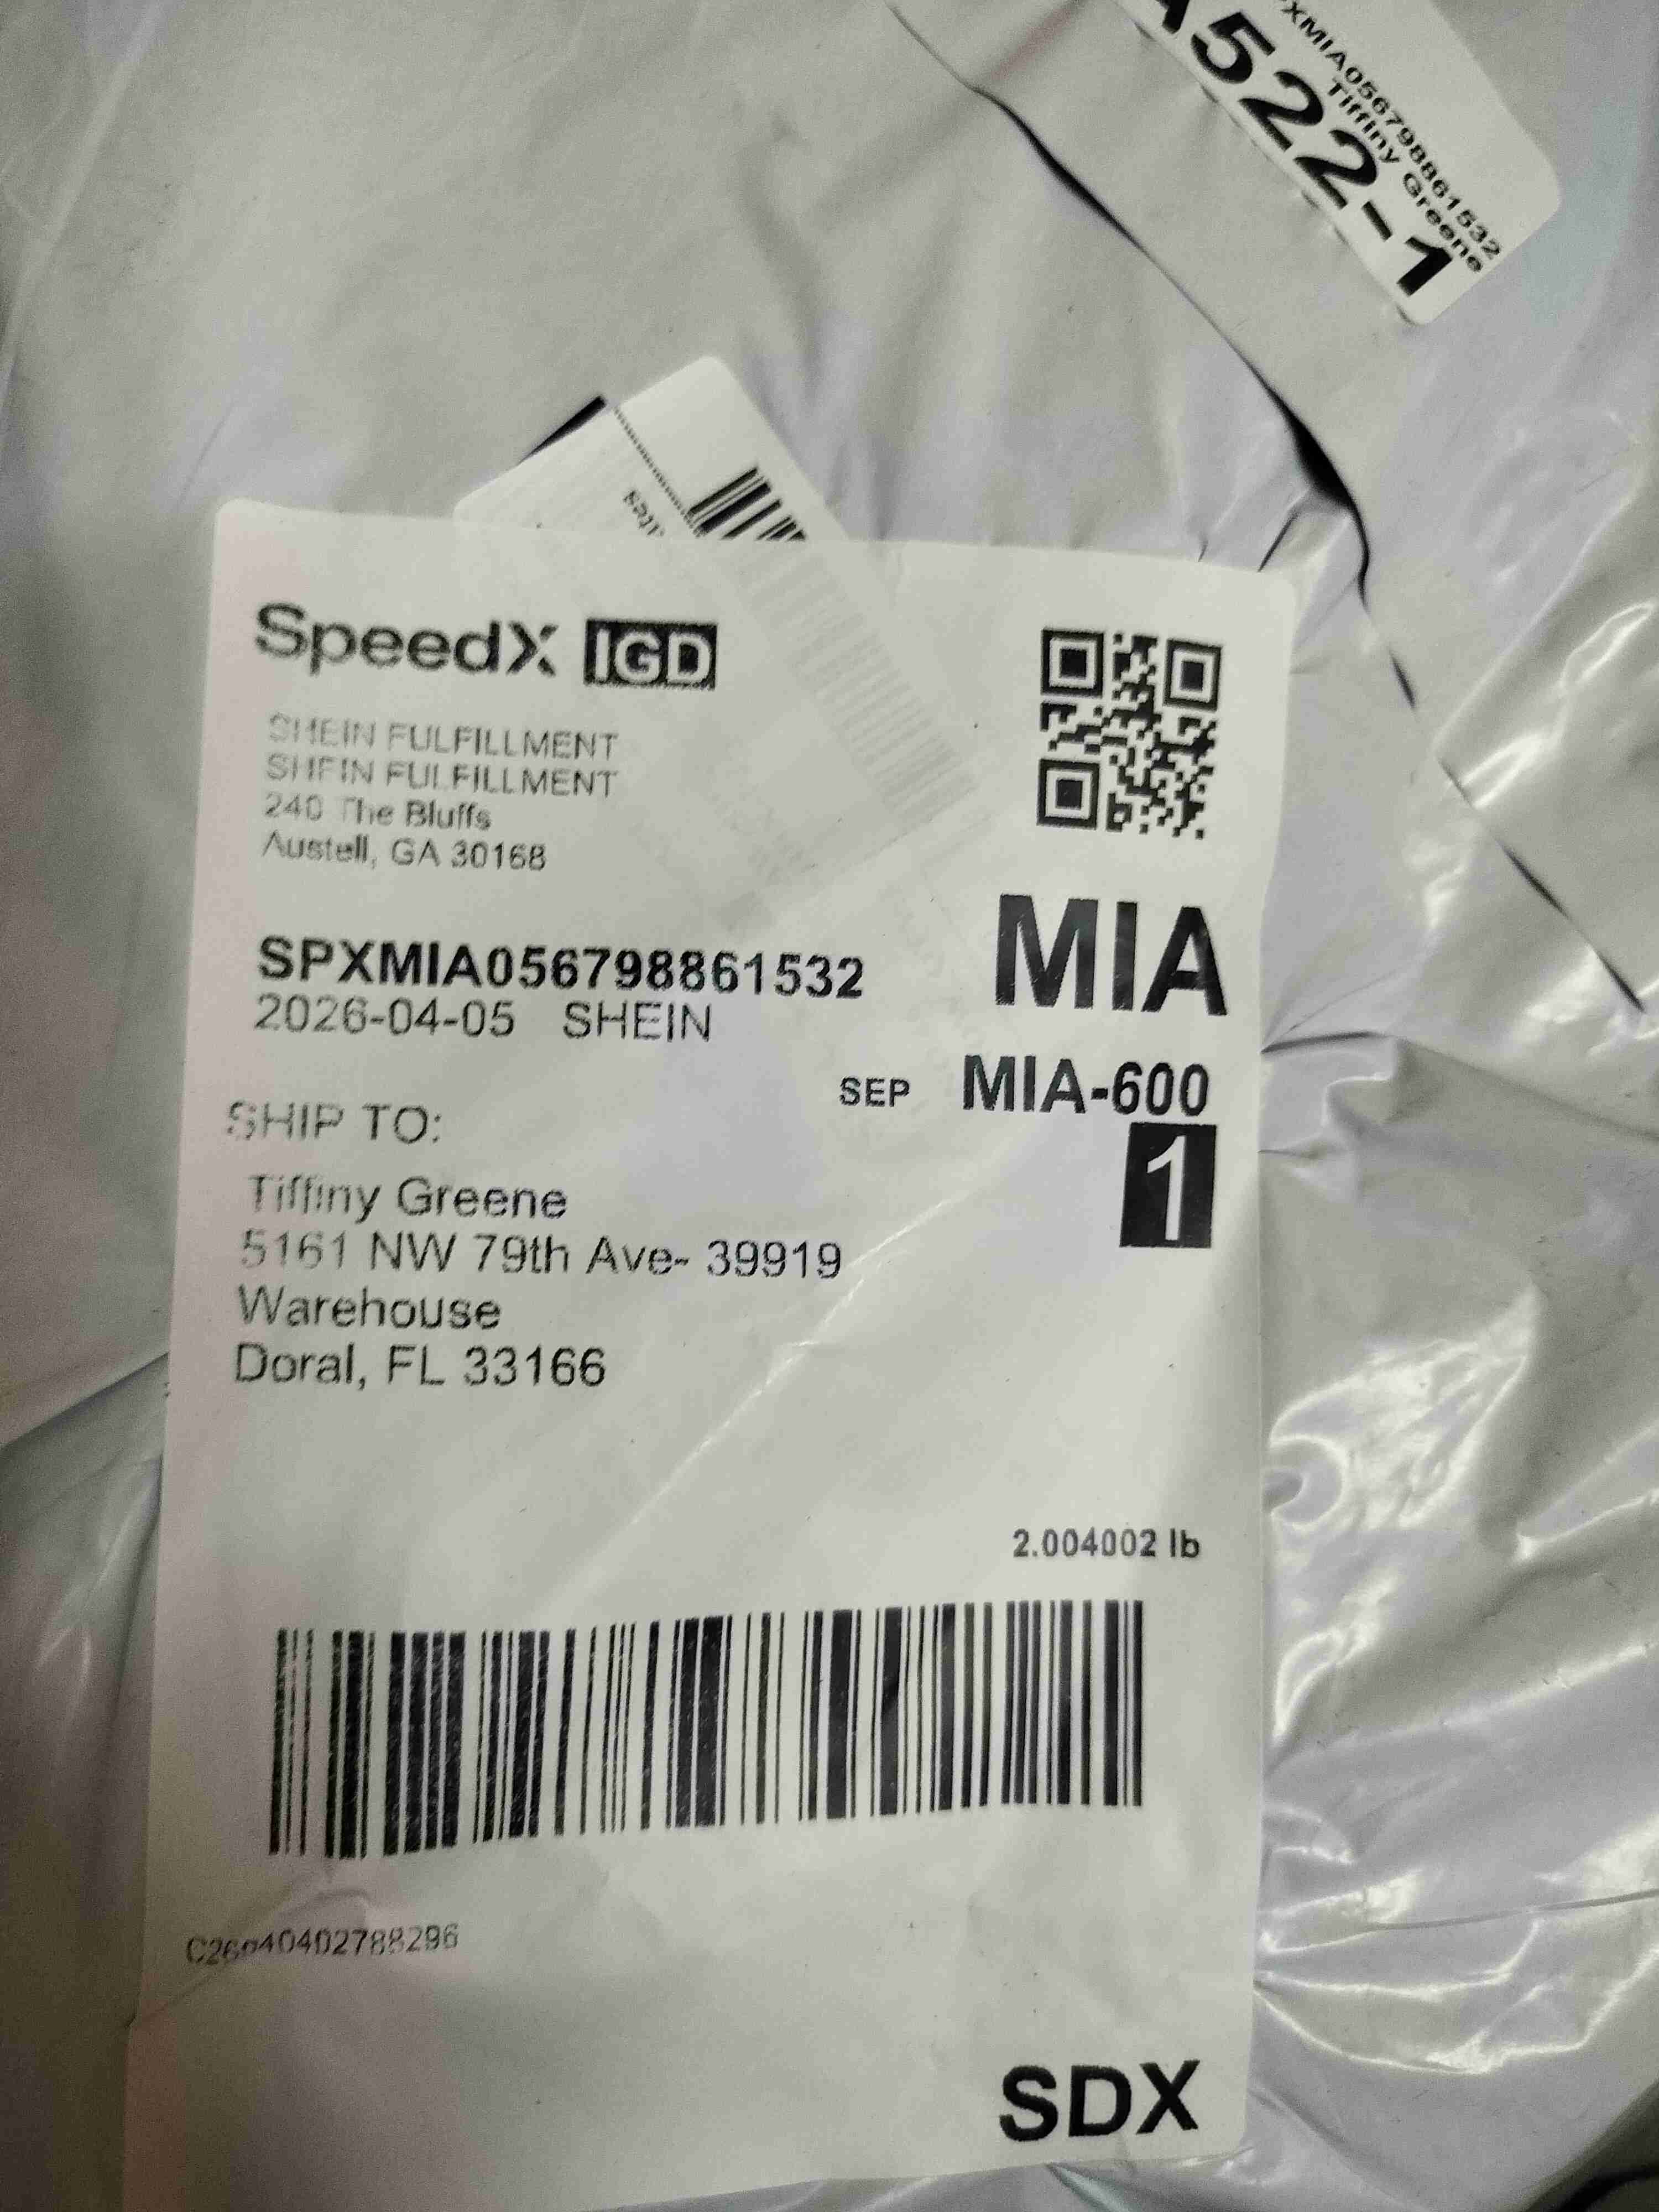 A522-1
XMIA056798861532
Tiffiny Greene
SpeedX IGD
SHEIN FULFILLMENT
SHEIN FULFILLMENT
240 The Bluffs
Austell, GA 30168
SPXMIA056798861532
2026-04-05 SHEIN
MIA
SEP MIA-600
1
SHIP TO:
Tiffiny Greene
5161 NW 79th Ave- 39919
Warehouse
Doral, FL 33166
2.004002 lb
SDX